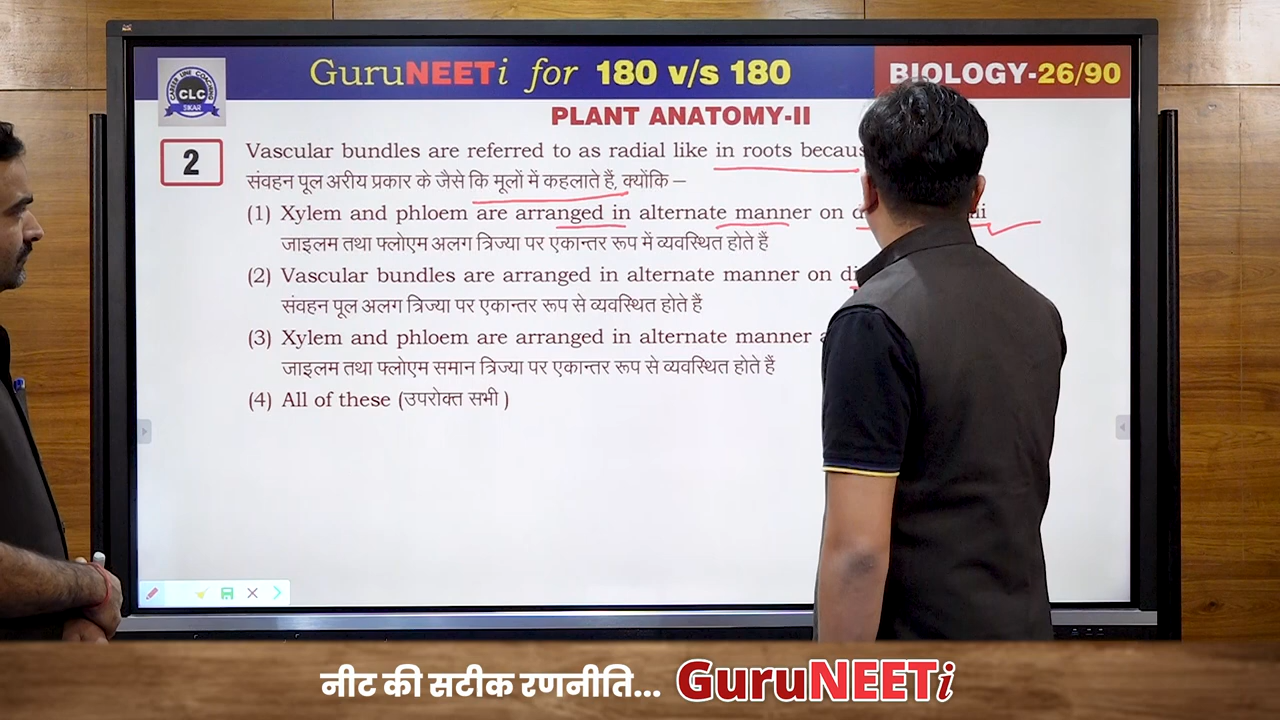 GuruNEETi for 180 v/s 180
BIOLOGY-26/90
CAREER LINE COACHING
CLC
SIKAR
PLANT ANATOMY-II
2
Vascular bundles are referred to as radial like in roots
संवहन पूल अरीय प्रकार के जैसे कि मूलों में कहलाते हैं, क्योंकि –
(1) Xylem and phloem are arranged in alternate manner on
जाइलम तथा फ्लोएम अलग त्रिज्या पर एकान्तर रूप में व्यवस्थित होते हैं
(2) Vascular bundles are arranged in alternate manner on
संवहन पूल अलग त्रिज्या पर एकान्तर रूप से व्यवस्थित होते हैं
(3) Xylem and phloem are arranged in alternate manner
जाइलम तथा फ्लोएम समान त्रिज्या पर एकान्तर रूप से व्यवस्थित होते हैं
(4) All of these (उपरोक्त सभी )
नीट की सटीक रणनीति... GuruNEETi